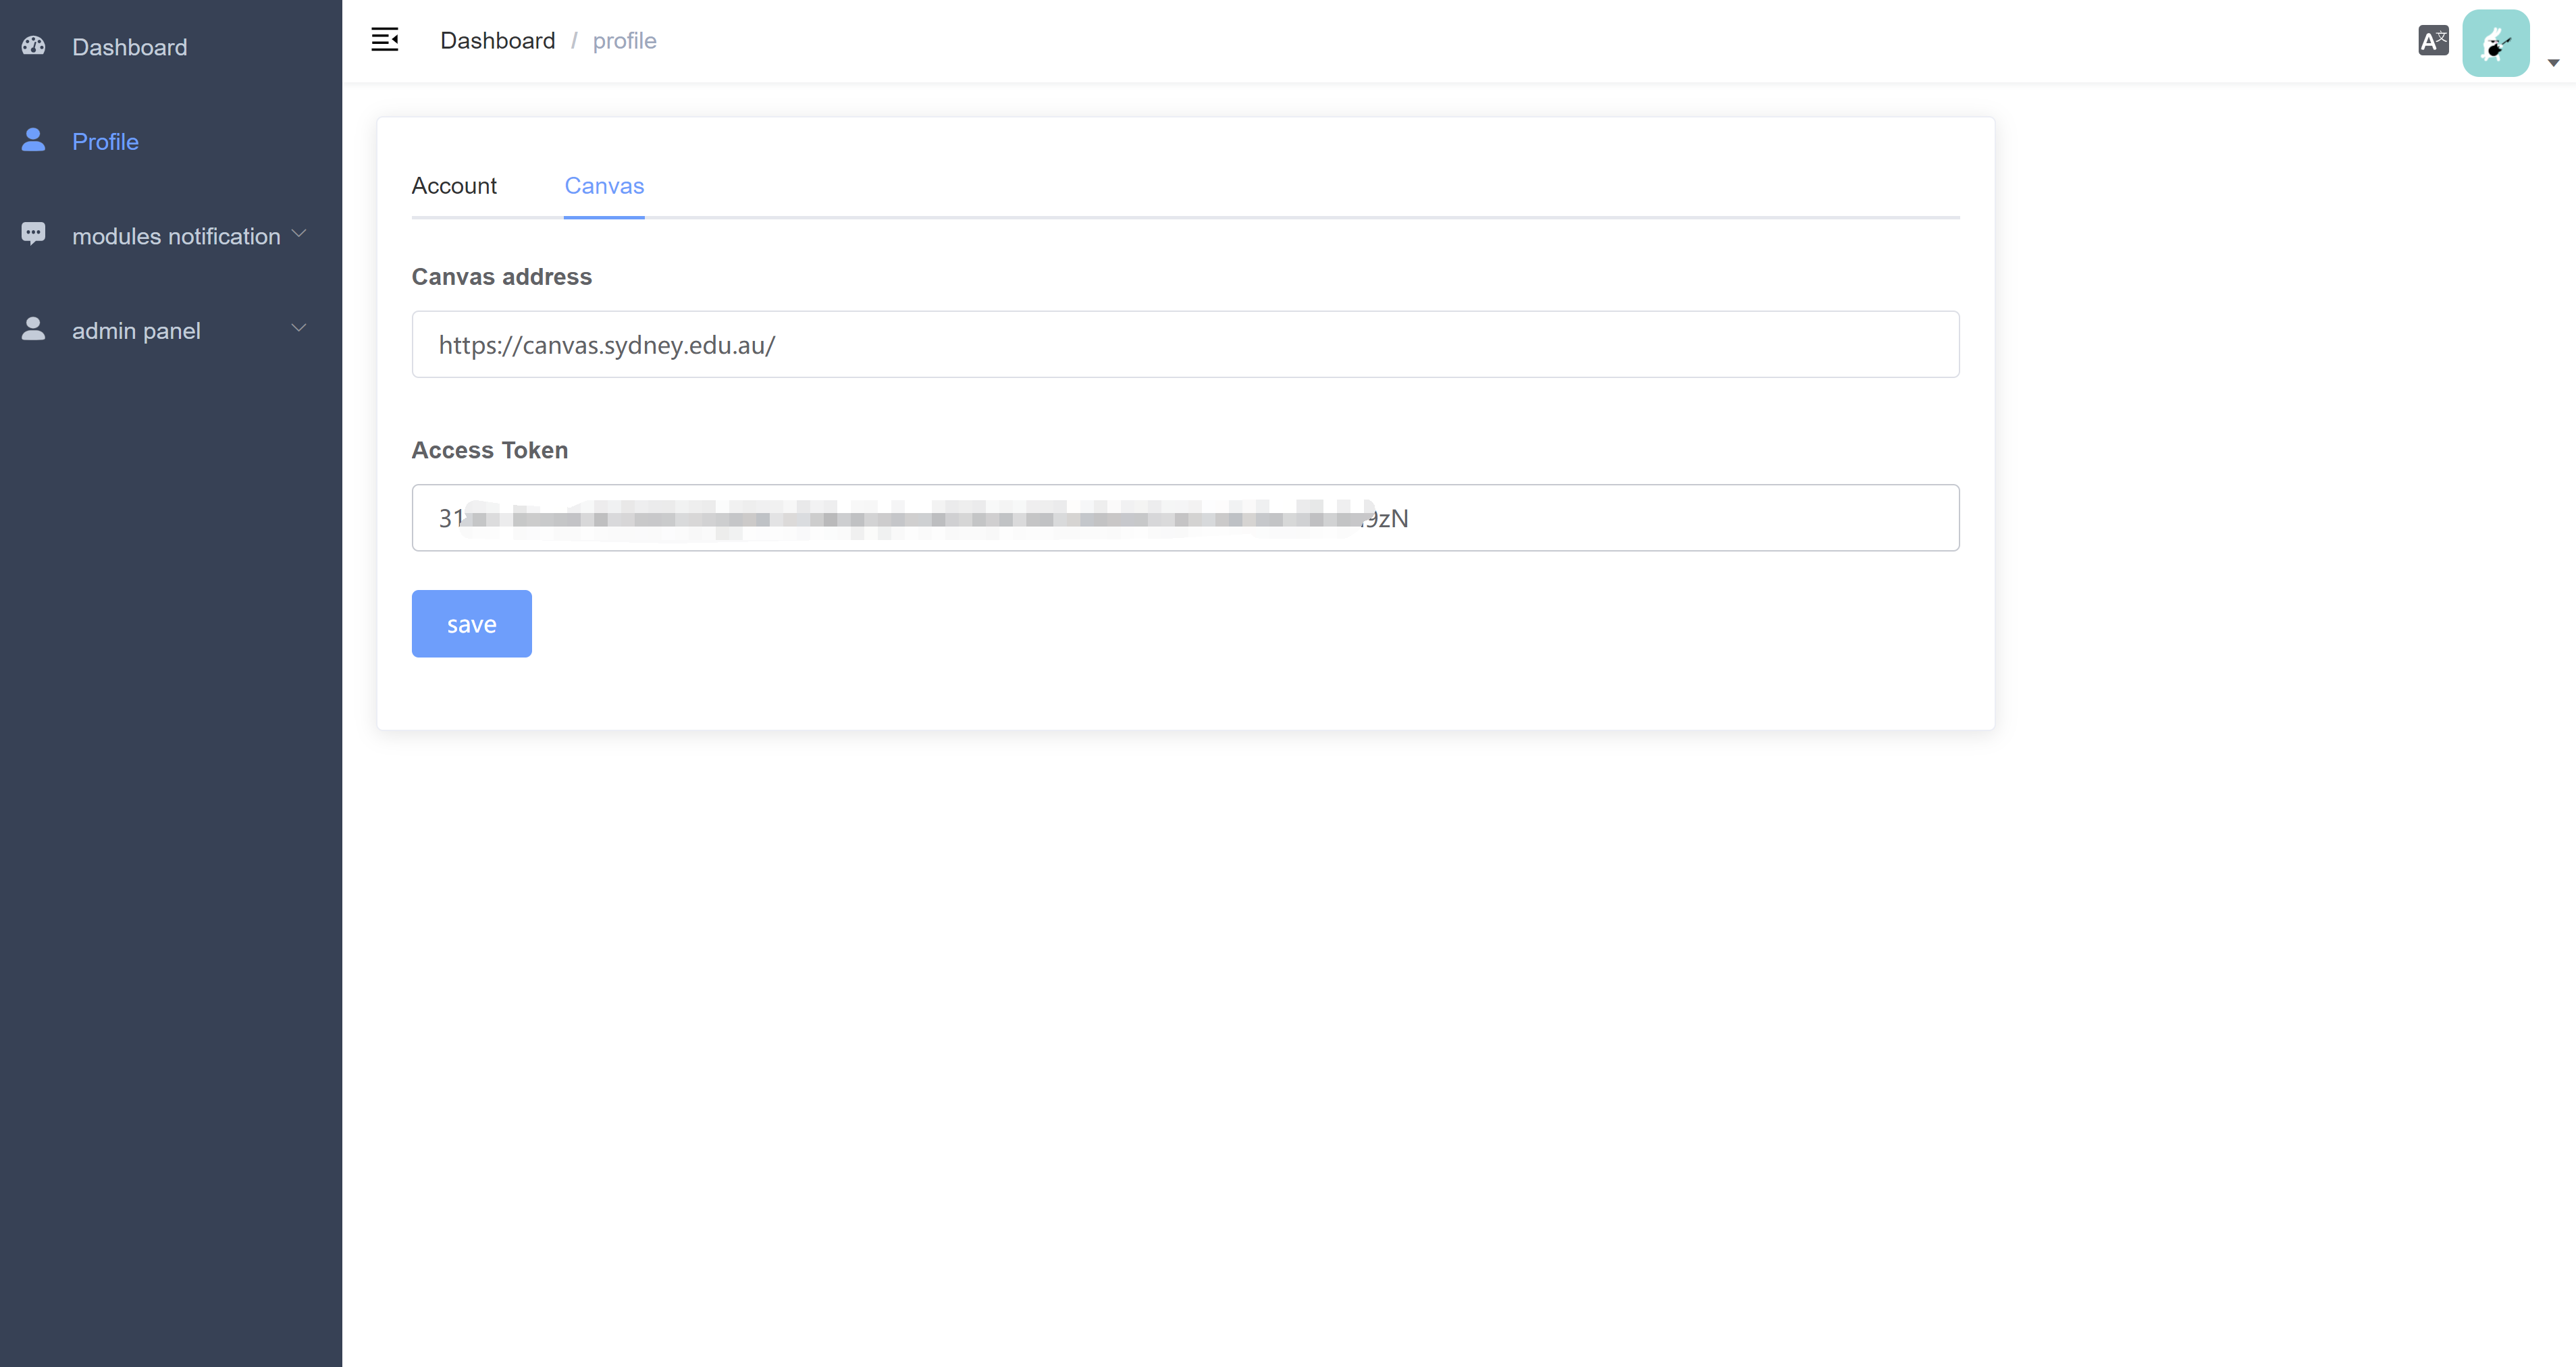 Dashboard
Profile
modules notification
admin panel
Dashboard / profile
Account
Canvas
Canvas address
https://canvas.sydney.edu.au/
Access Token
31
9zN
save